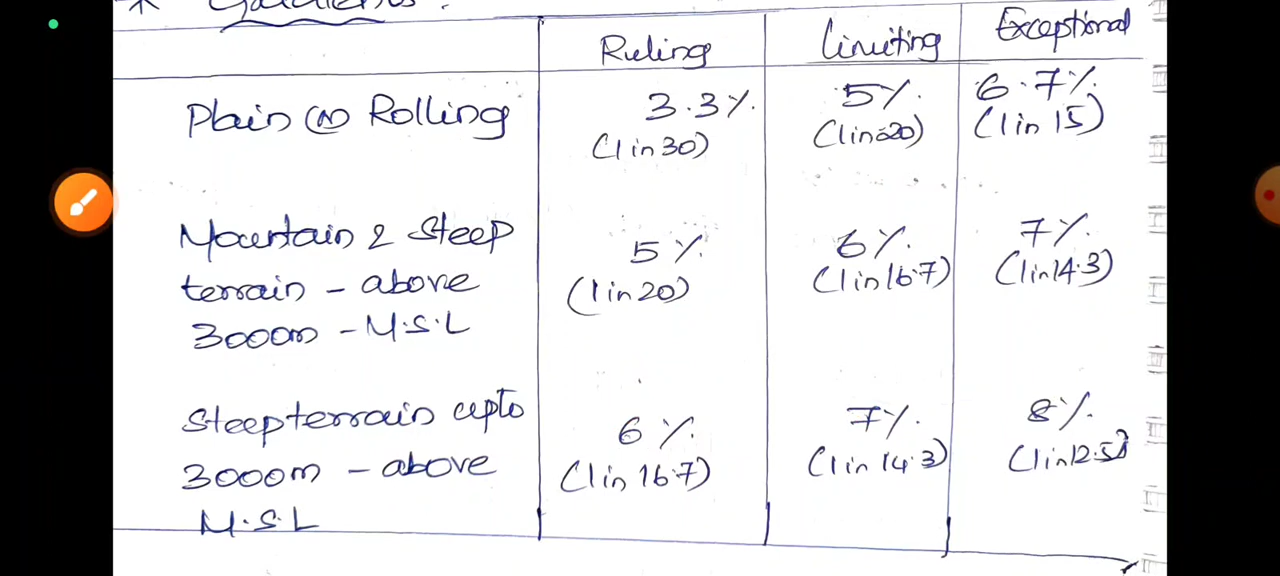 * Gradients :
Ruling Limiting Exceptional
Plain (or) Rolling 3.3%. 5%. 6.7%.
(1 in 30) (1 in 20) (1 in 15)
Mountain & Steep 5%. 6%. 7%.
terrain - above (1 in 20) (1 in 16.7) (1 in 14.3)
3000m - M.S.L
Steep terrain upto 6%. 7%. 8%.
3000m - above (1 in 16.7) (1 in 14.3) (1 in 12.5)
M.S.L